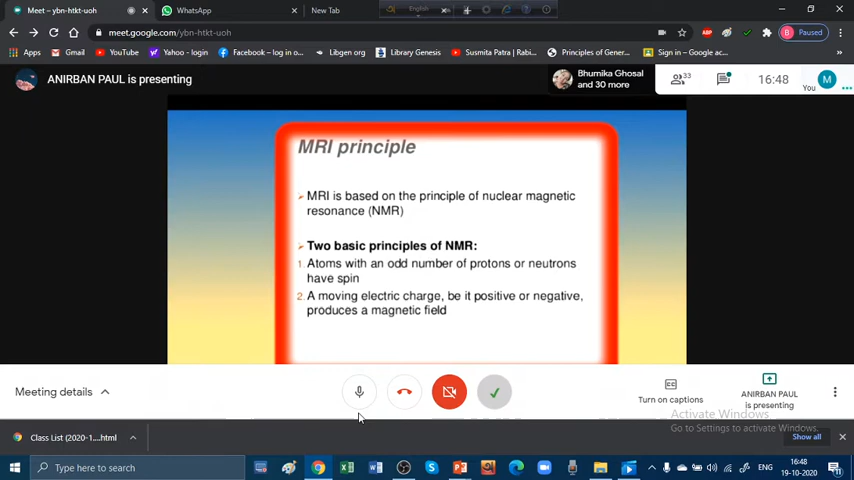 Meet – ybn-htkt-uoh
WhatsApp
New Tab
English
meet.google.com/ybn-htkt-uoh
ABP
B
Paused
Apps
Gmail
YouTube
Yahoo - login
Facebook – log in o...
Libgen org
Library Genesis
Susmita Patra | Rabi...
Principles of Gener...
Sign in – Google ac...
ANIRBAN PAUL is presenting
Bhumika Ghosal
and 30 more
33
16:48
You
M
MRI principle
MRI is based on the principle of nuclear magnetic
resonance (NMR)
Two basic principles of NMR:
1. Atoms with an odd number of protons or neutrons
have spin
2. A moving electric charge, be it positive or negative,
produces a magnetic field
Meeting details
Turn on captions
ANIRBAN PAUL
is presenting
Activate Windows
Go to Settings to activate Windows.
Class List (2020-1....html
Show all
Type here to search
ENG
16:48
19-10-2020